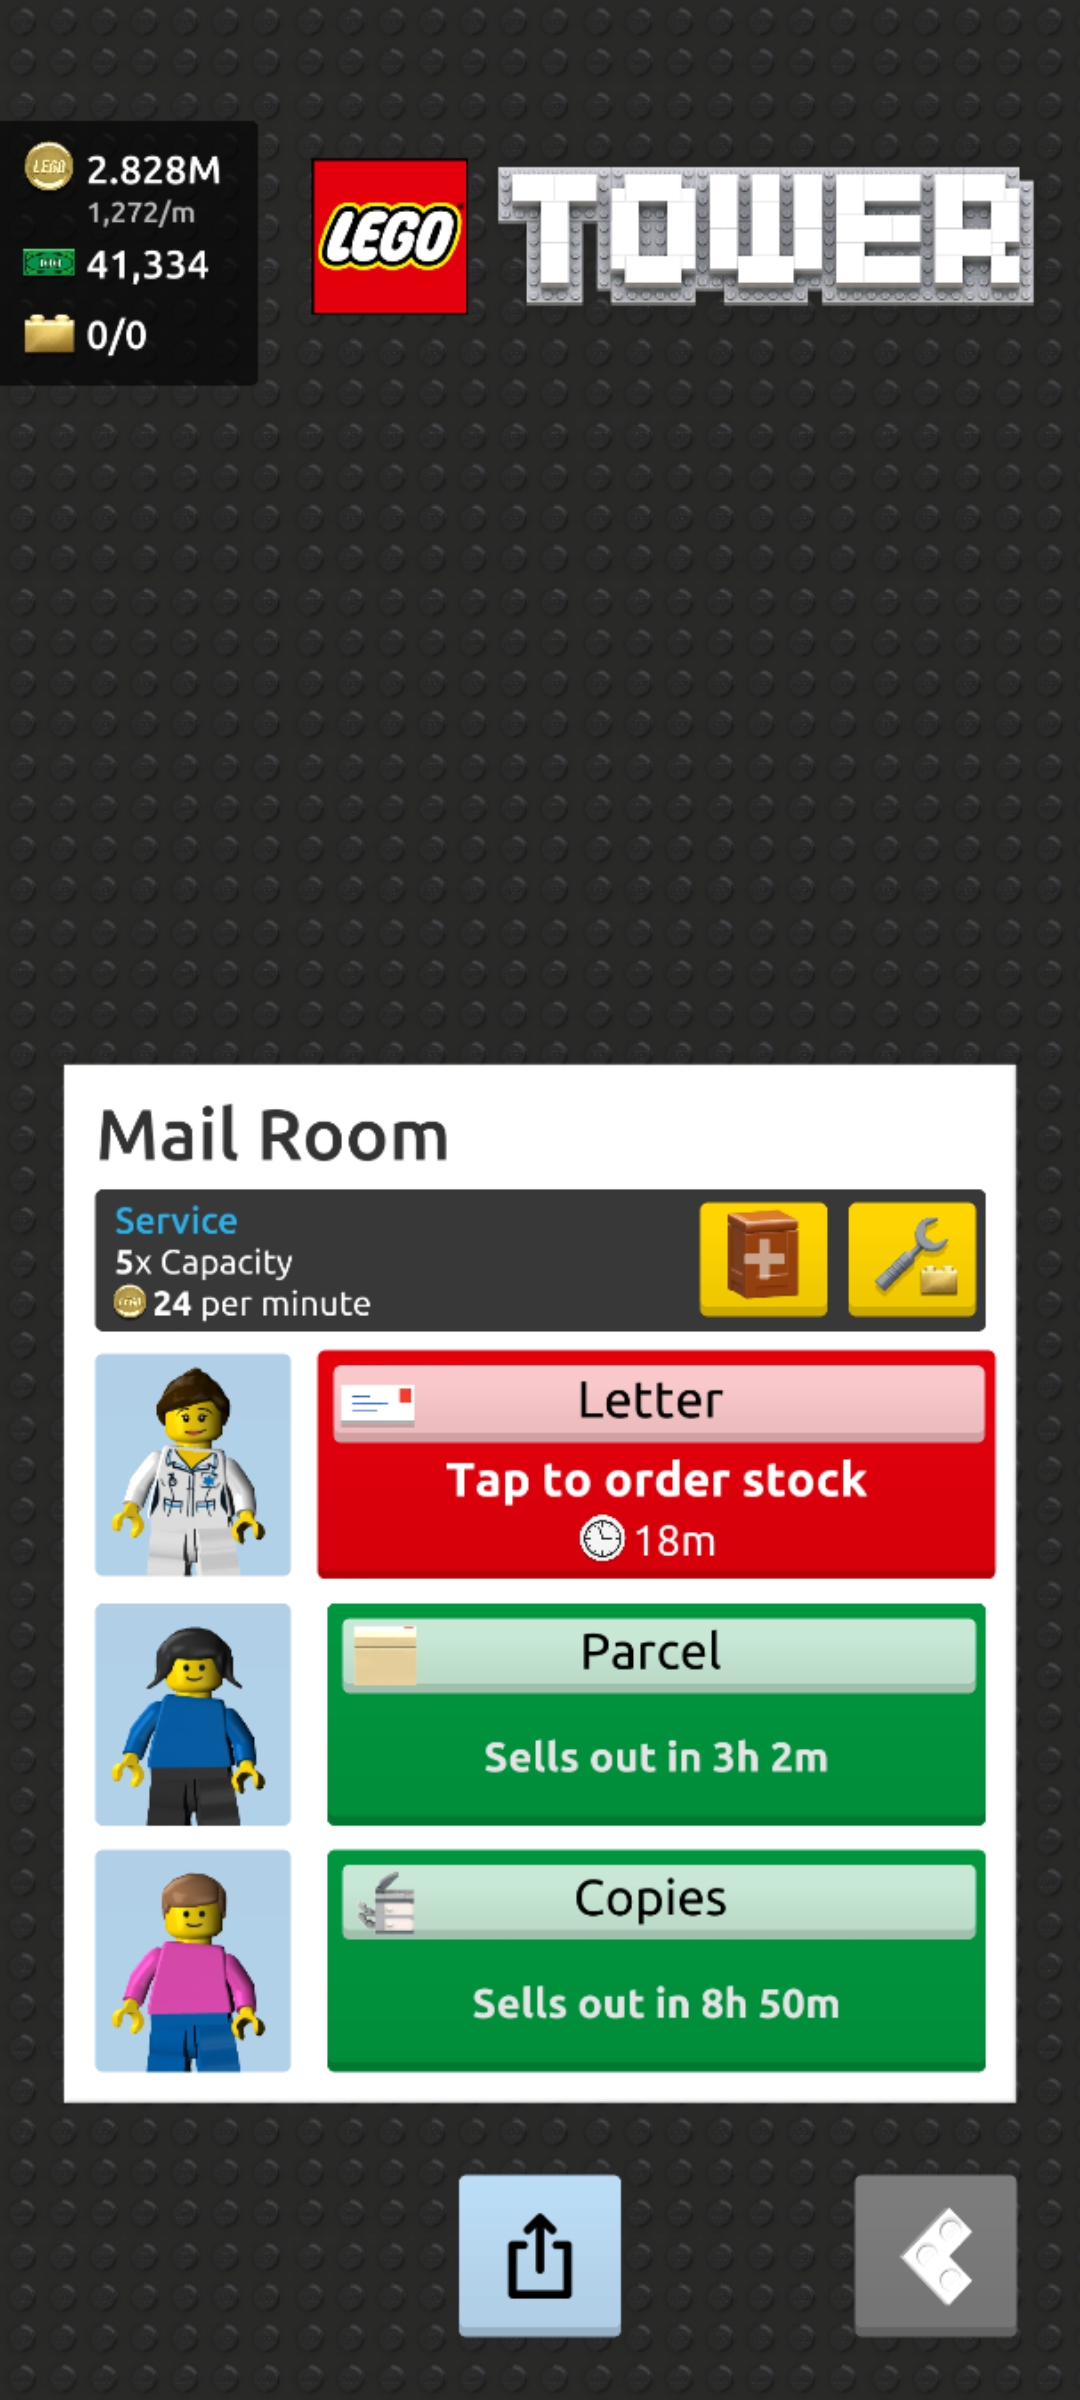 2.828M
1,272/m
41,334
0/0
LEGO TOWER
Mail Room
Service
5x Capacity
24 per minute
Letter
Tap to order stock
18m
Parcel
Sells out in 3h 2m
Copies
Sells out in 8h 50m